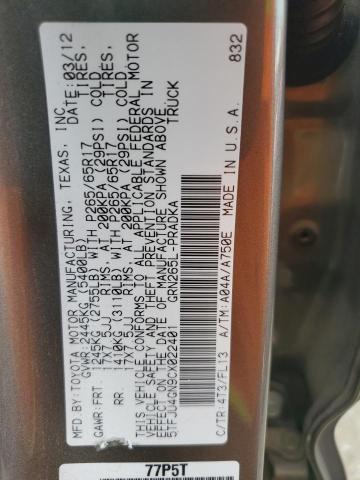 MFD.BY:TOYOTA MOTOR MANUFACTURING, TEXAS, INC. DATE: 03/12
GVWR: 2445KG (5400LB)
GAWR:FRT. 1245KG (2755LB) WITH P265/65R17 TIRES,
17X7.5JJ RIMS, AT 200KPA (29PSI) COLD
RR. 1410KG (3110LB) WITH P265/65R17 TIRES,
17X7.5JJ RIMS, AT 200KPA (29PSI) COLD
THIS VEHICLE CONFORMS TO ALL APPLICABLE FEDERAL MOTOR
VEHICLE SAFETY AND THEFT PREVENTION STANDARDS IN
EFFECT ON THE DATE OF MANUFACTURE SHOWN ABOVE.
5TFJU4GN9CX022401 TRUCK
GRN265L-PRADKA
C/TR:4T3/FL13 A/TM:A04A/A750E MADE IN U.S.A. 832
77P5T